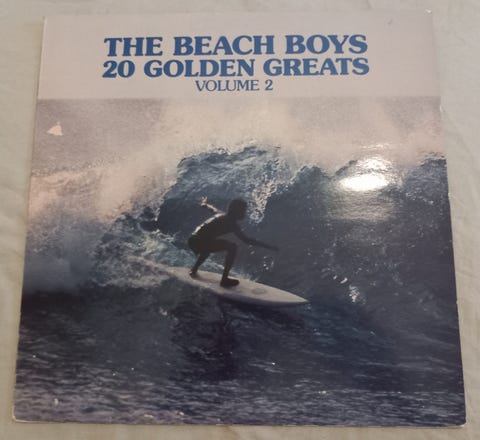 THE BEACH BOYS
20 GOLDEN GREATS
VOLUME 2